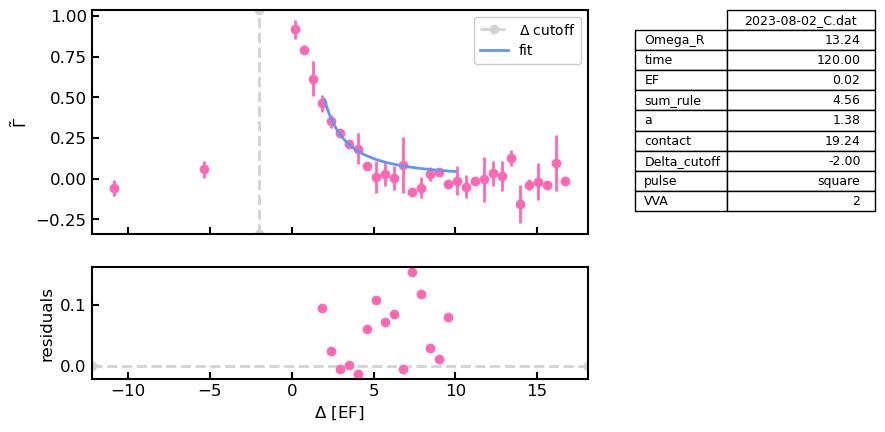 1.00
0.75
0.50
0.25
0.00
−0.25
Γ̃
Δ cutoff
fit
0.1
0.0
residuals
−10
−5
0
5
10
15
Δ [EF]
2023-08-02_C.dat
Omega_R 13.24
time 120.00
EF 0.02
sum_rule 4.56
a 1.38
contact 19.24
Delta_cutoff -2.00
pulse square
VVA 2